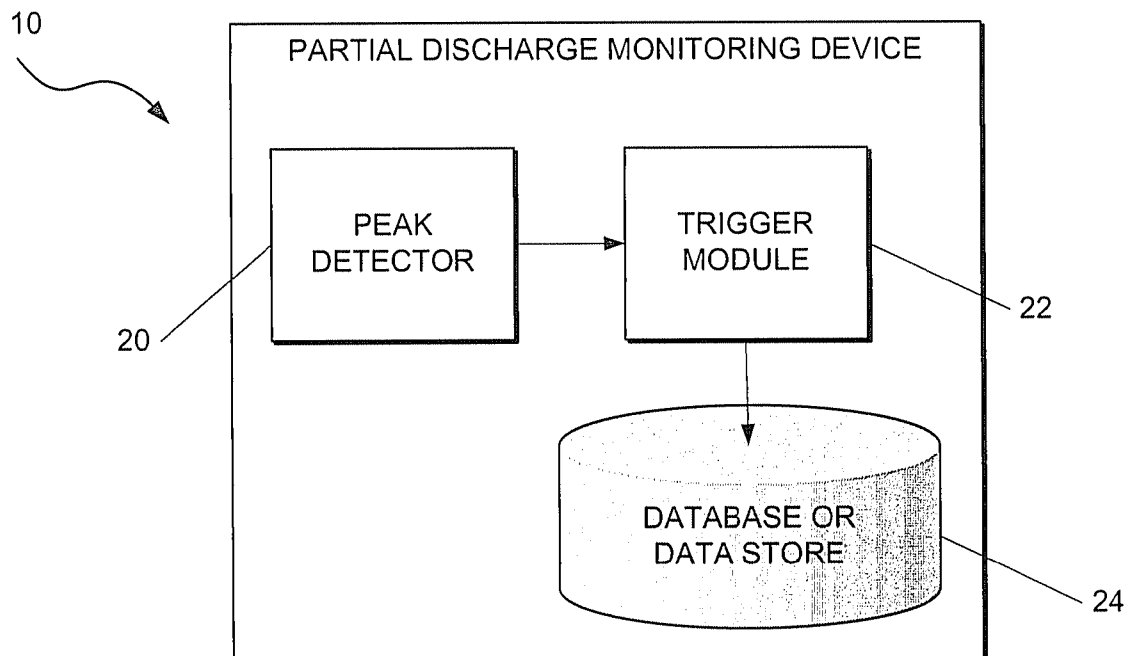 10
PARTIAL DISCHARGE MONITORING DEVICE
PEAK
DETECTOR
TRIGGER
MODULE
20
22
DATABASE OR
DATA STORE
24